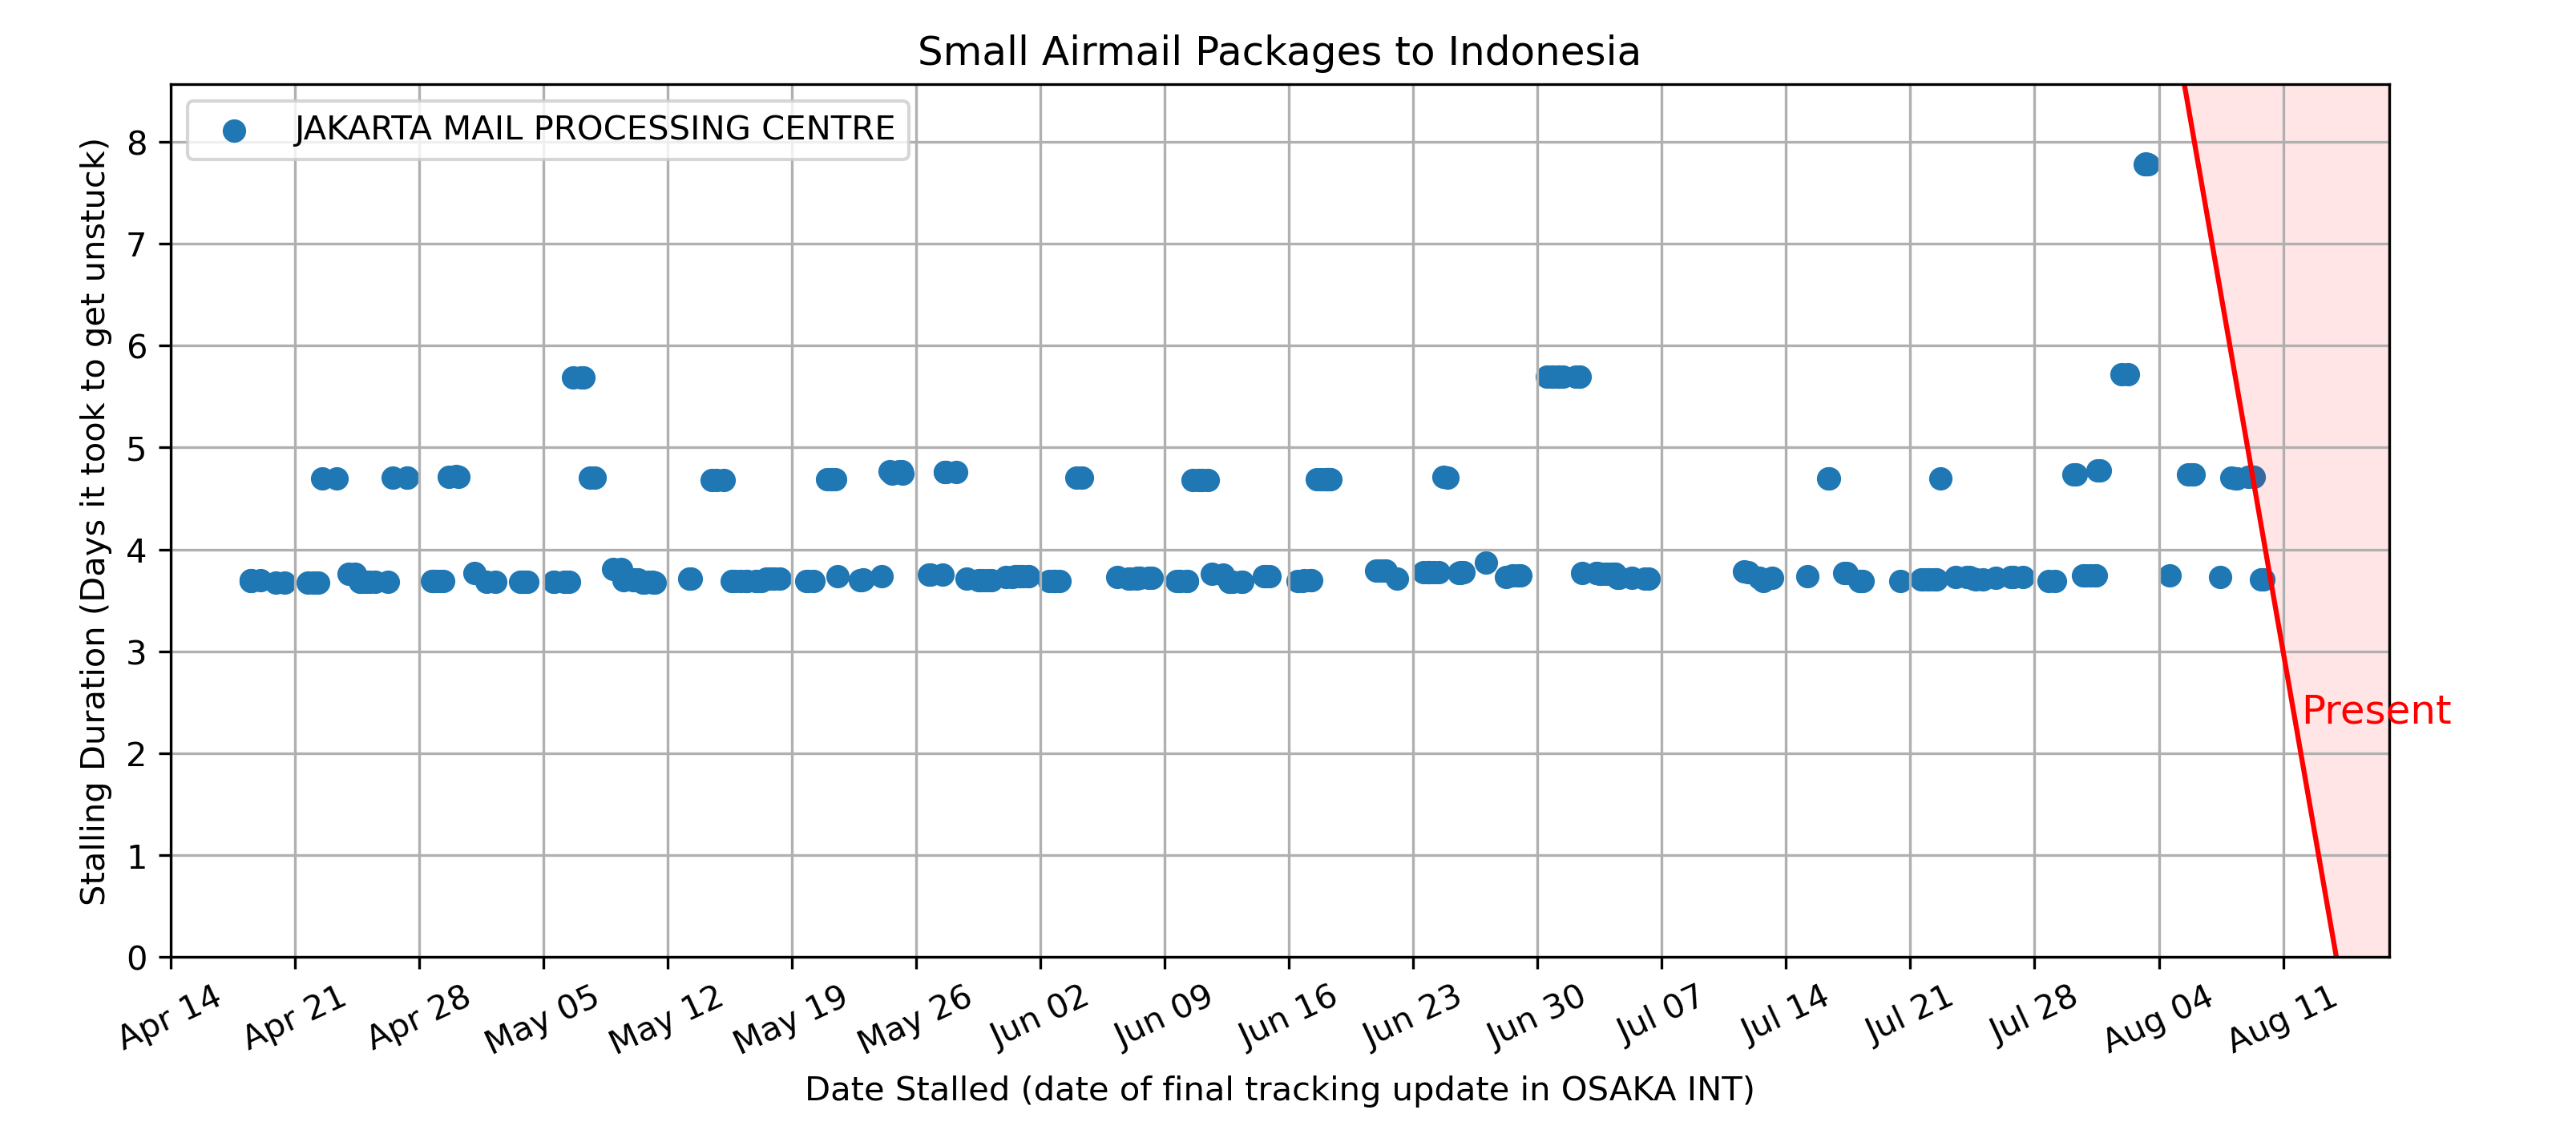 Small Airmail Packages to Indonesia
JAKARTA MAIL PROCESSING CENTRE
Stalling Duration (Days it took to get unstuck)
8
7
6
5
4
3
2
1
0
Present
Apr 14
Apr 21
Apr 28
May 05
May 12
May 19
May 26
Jun 02
Jun 09
Jun 16
Jun 23
Jun 30
Jul 07
Jul 14
Jul 21
Jul 28
Aug 04
Aug 11
Date Stalled (date of final tracking update in OSAKA INT)